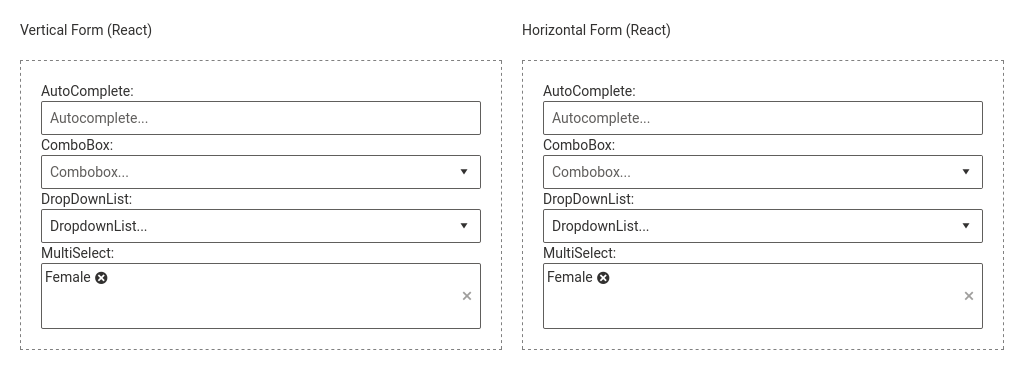 Vertical Form (React)
AutoComplete:
Autocomplete...
ComboBox:
Combobox...
DropDownList:
DropdownList...
MultiSelect:
Female
Horizontal Form (React)
AutoComplete:
Autocomplete...
ComboBox:
Combobox...
DropDownList:
DropdownList...
MultiSelect:
Female